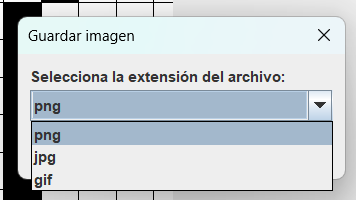 Guardar imagen
Selecciona la extensión del archivo:
png
png
jpg
gif